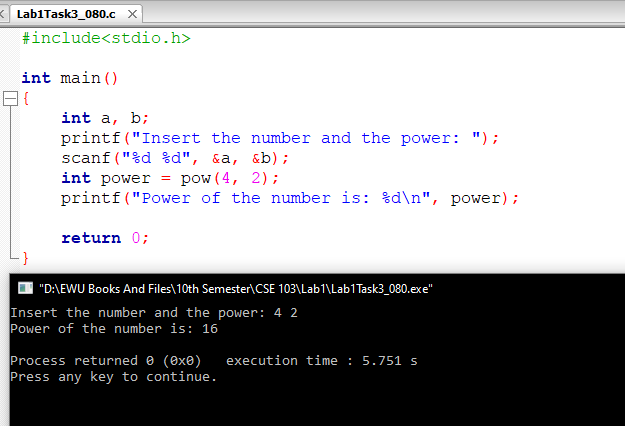 Lab1Task3_080.c
#include<stdio.h>
int main()
{
int a, b;
printf("Insert the number and the power: ");
scanf("%d %d", &a, &b);
int power = pow(4, 2);
printf("Power of the number is: %d\n", power);
return 0;
}
"D:\EWU Books And Files\10th Semester\CSE 103\Lab1\Lab1Task3_080.exe"
Insert the number and the power: 4 2
Power of the number is: 16
Process returned 0 (0x0)   execution time : 5.751 s
Press any key to continue.